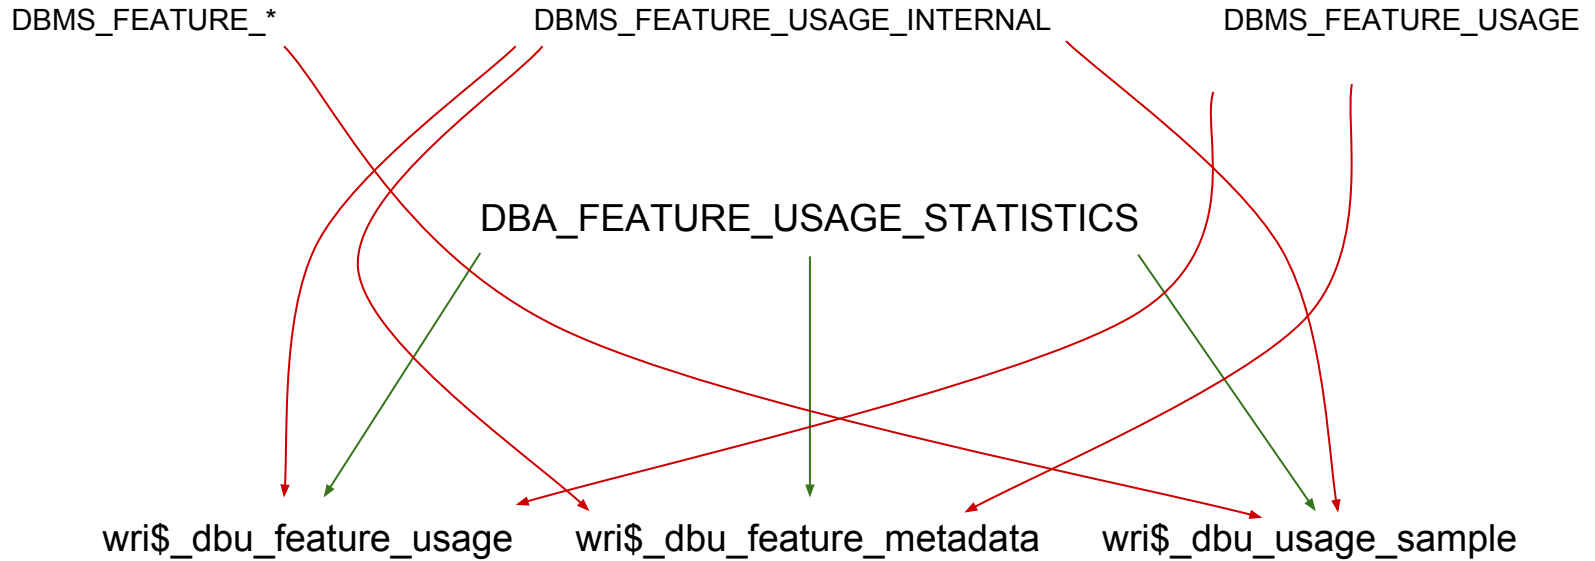 DBMS_FEATURE_*
DBMS_FEATURE_USAGE_INTERNAL
DBMS_FEATURE_USAGE
DBA_FEATURE_USAGE_STATISTICS
wri$_dbu_feature_usage
wri$_dbu_feature_metadata
wri$_dbu_usage_sample